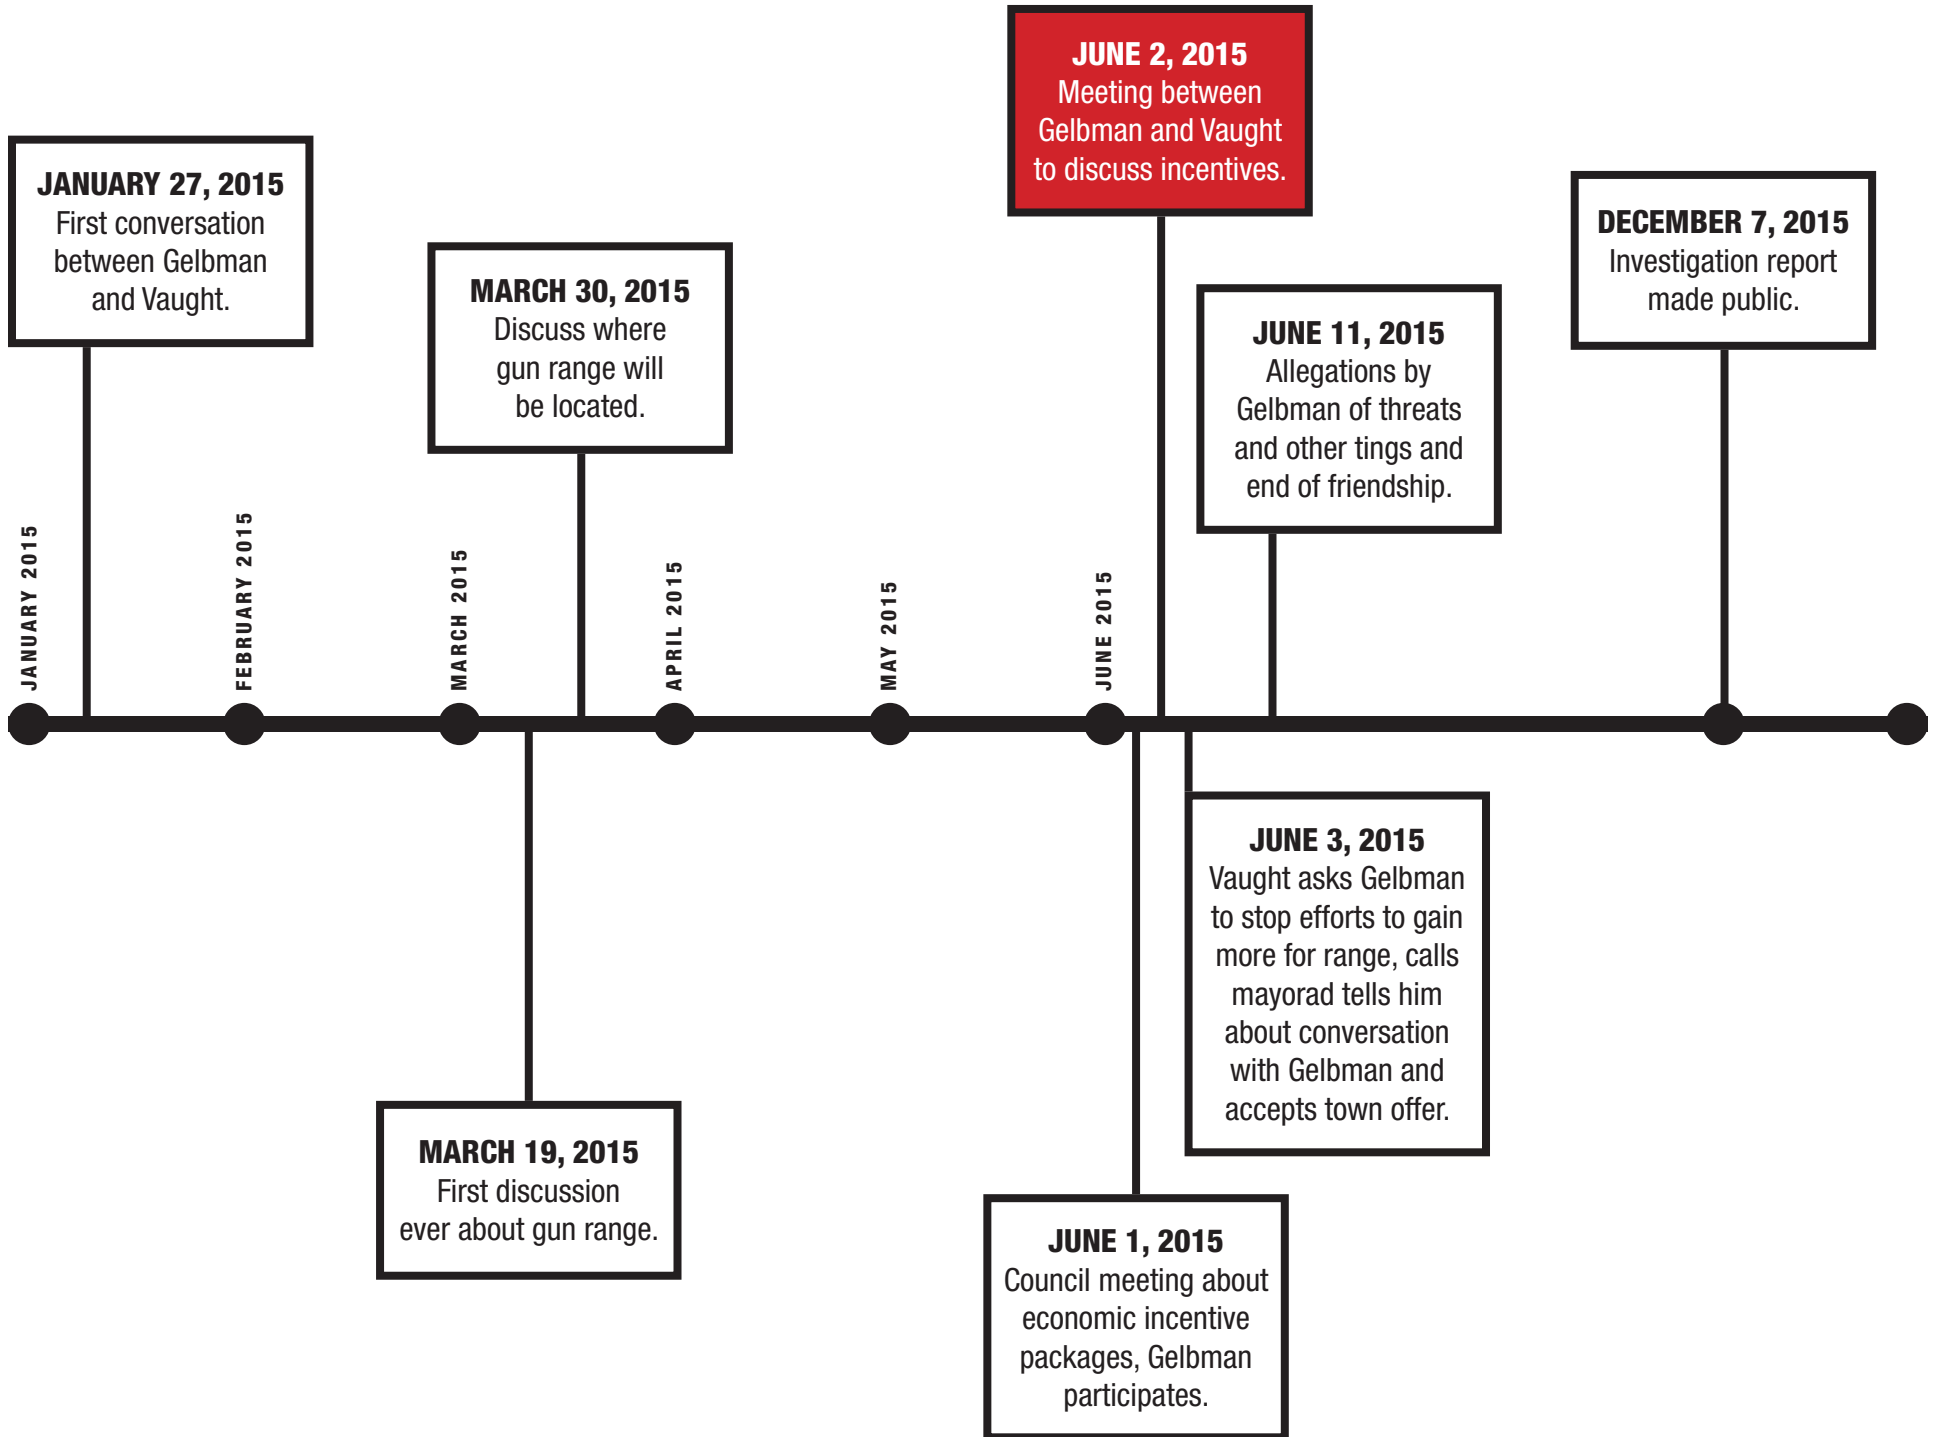 JUNE 2, 2015
Meeting between
Gelbman and Vaught
to discuss incentives.
JANUARY 27, 2015
First conversation
between Gelbman
and Vaught.
DECEMBER 7, 2015
Investigation report
made public.
MARCH 30, 2015
Discuss where
gun range will
be located.
JUNE 11, 2015
Allegations by
Gelbman of threats
and other tings and
end of friendship.
JANUARY 2015
FEBRUARY 2015
MARCH 2015
APRIL 2015
MAY 2015
JUNE 2015
JUNE 3, 2015
Vaught asks Gelbman
to stop efforts to gain
more for range, calls
mayorad tells him
about conversation
with Gelbman and
accepts town offer.
MARCH 19, 2015
First discussion
ever about gun range.
JUNE 1, 2015
Council meeting about
economic incentive
packages, Gelbman
participates.